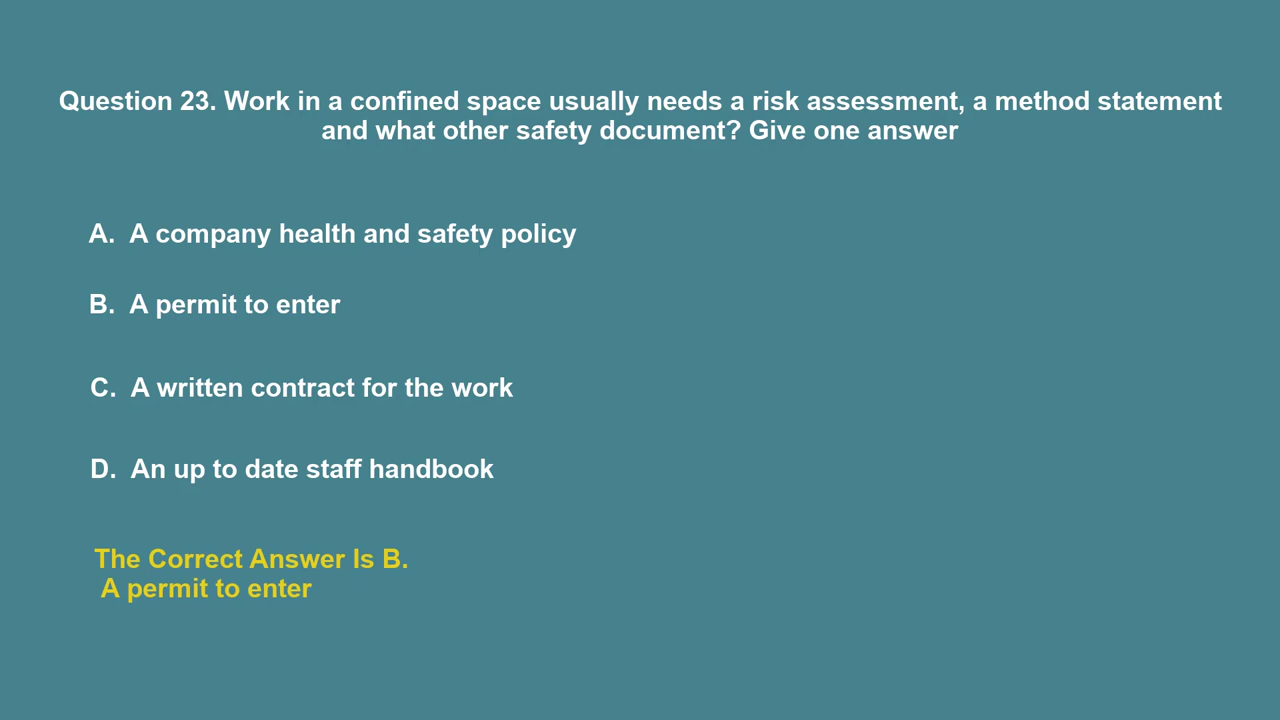 Question 23. Work in a confined space usually needs a risk assessment, a method statement
and what other safety document? Give one answer
A. A company health and safety policy
B. A permit to enter
C. A written contract for the work
D. An up to date staff handbook
The Correct Answer Is B.
A permit to enter